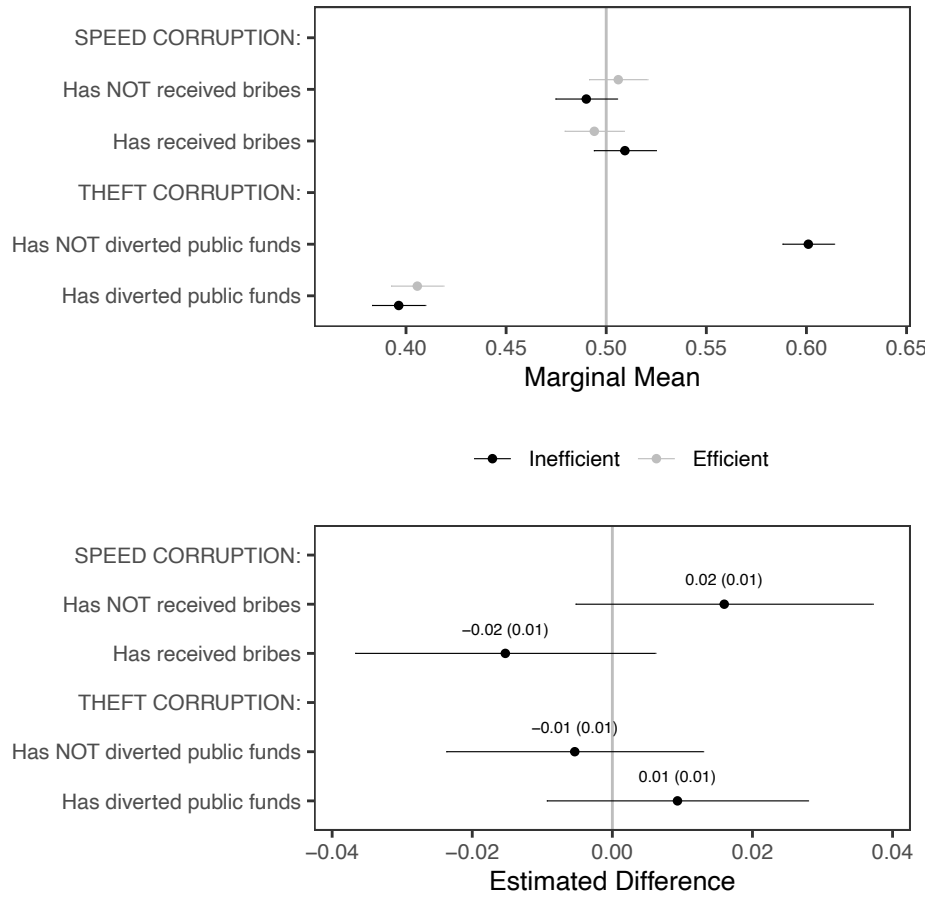 SPEED CORRUPTION:
Has NOT received bribes
Has received bribes
THEFT CORRUPTION:
Has NOT diverted public funds
Has diverted public funds
0.40 0.45 0.50 0.55 0.60 0.65
Marginal Mean
Inefficient Efficient
SPEED CORRUPTION:
0.02 (0.01)
Has NOT received bribes
−0.02 (0.01)
Has received bribes
THEFT CORRUPTION:
−0.01 (0.01)
Has NOT diverted public funds
0.01 (0.01)
Has diverted public funds
−0.04 −0.02 0.00 0.02 0.04
Estimated Difference